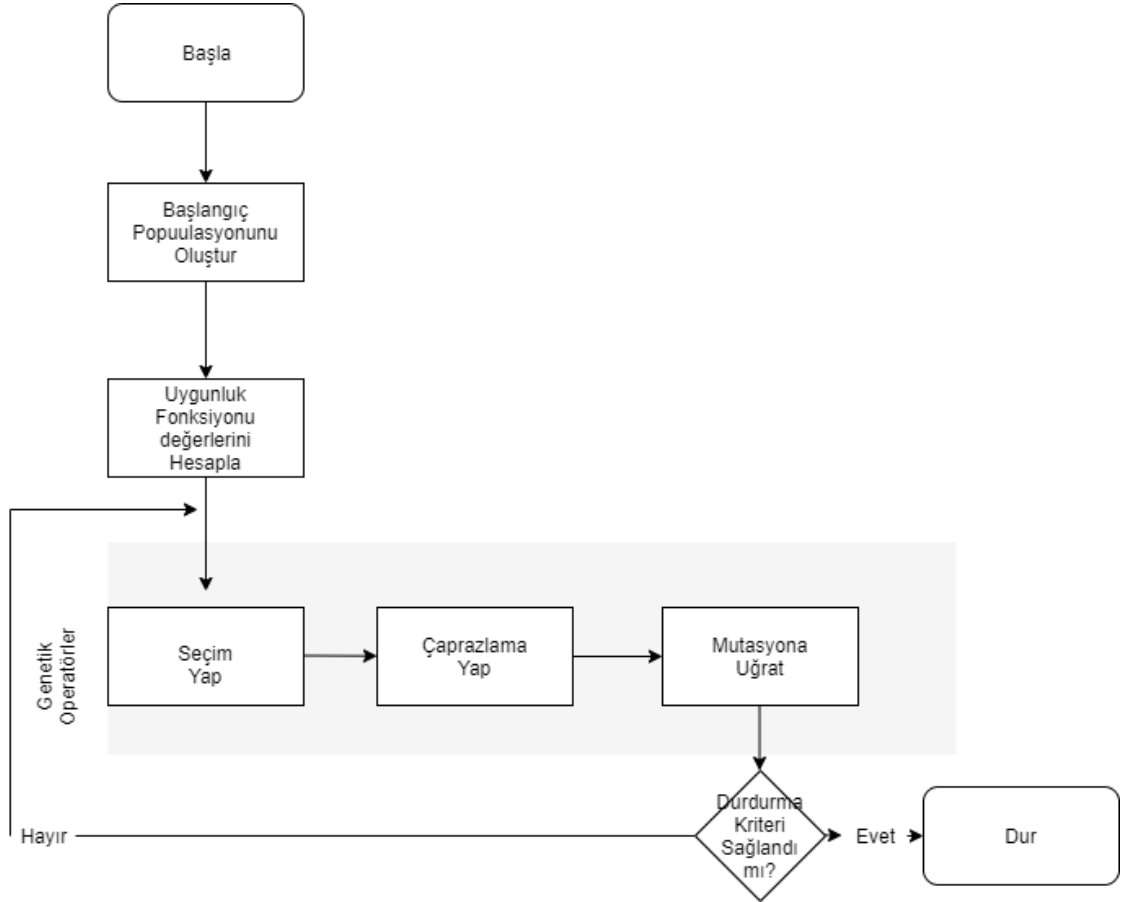 Başla
Başlangıç
Popuulasyonunu
Oluştur
Uygunluk
Fonksiyonu
değerlerini
Hesapla
Genetik
Operatörler
Seçim
Yap
Çaprazlama
Yap
Mutasyona
Uğrat
Durdurma
Kriteri
Sağlandı
mı?
Hayır
Evet
Dur